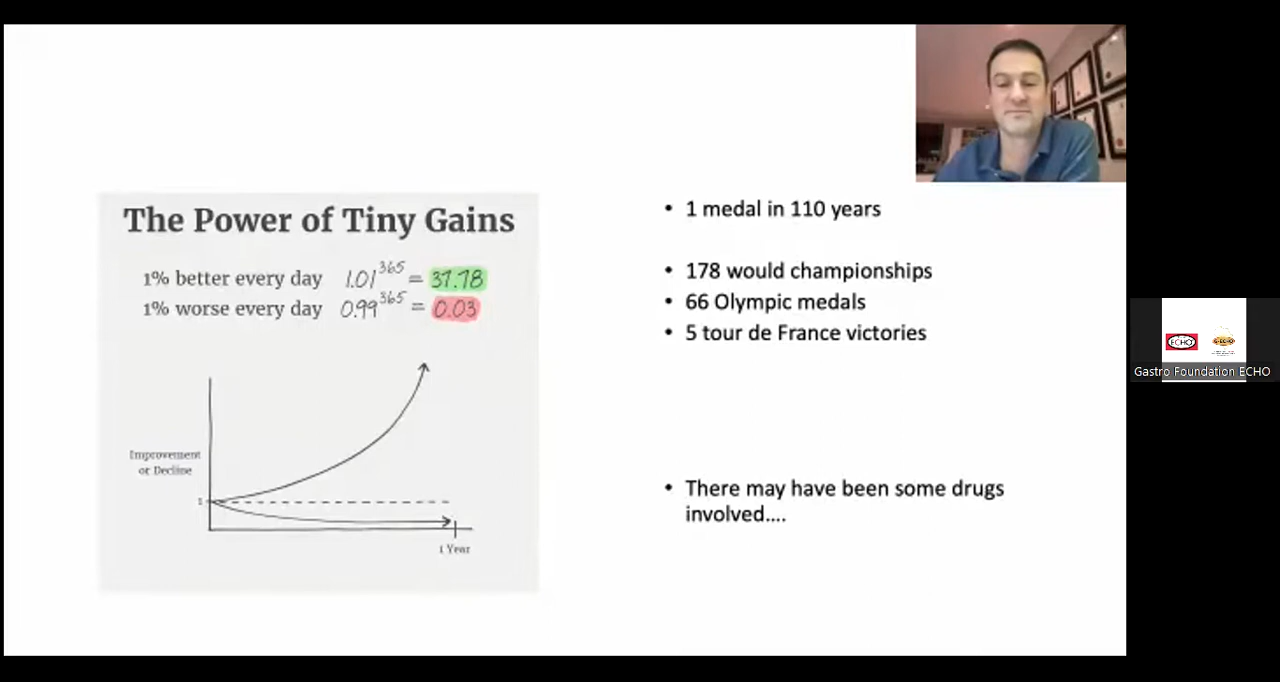 The Power of Tiny Gains
1% better every day 1.01^365 = 37.78
1% worse every day 0.99^365 = 0.03
Improvement
or Decline
1
1 Year
• 1 medal in 110 years
• 178 would championships
• 66 Olympic medals
• 5 tour de France victories
• There may have been some drugs
involved....
ECHO
Gastro Foundation ECHO